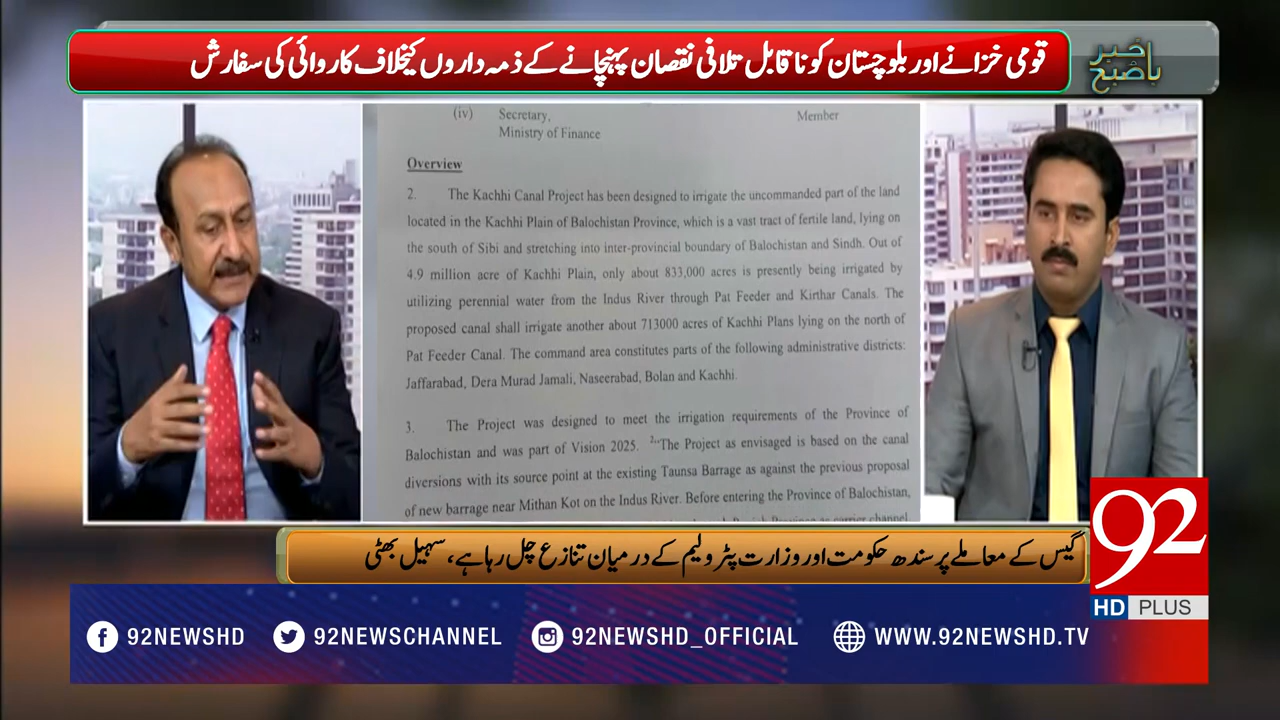 قومی خزانے اور بلوچستان کو ناقابل تلافی نقصان پہنچانے کے ذمہ داروں کیخلاف کاروائی کی سفارش
باخبر صبح
(iv) Secretary, Member
Ministry of Finance
Overview
2. The Kachhi Canal Project has been designed to irrigate the uncommanded part of the land
located in the Kachhi Plain of Balochistan Province, which is a vast tract of fertile land, lying on
the south of Sibi and stretching into inter-provincial boundary of Balochistan and Sindh. Out of
4.9 million acre of Kachhi Plain, only about 833,000 acres is presently being irrigated by
utilizing perennial water from the Indus River through Pat Feeder and Kirthar Canals. The
proposed canal shall irrigate another about 713000 acres of Kachhi Plans lying on the north of
Pat Feeder Canal. The command area constitutes parts of the following administrative districts:
Jaffarabad, Dera Murad Jamali, Naseerabad, Bolan and Kachhi.
3. The Project was designed to meet the irrigation requirements of the Province of
Balochistan and was part of Vision 2025. "The Project as envisaged is based on the canal
diversions with its source point at the existing Taunsa Barrage as against the previous proposal
of new barrage near Mithan Kot on the Indus River. Before entering the Province of Balochistan,
Province as carrier channel
گیس کے معاملے پر سندھ حکومت اور وزارت پٹرولیم کے درمیان تنازع چل رہا ہے، سہیل بھٹی
92
HD PLUS
92NEWSHD 92NEWSCHANNEL 92NEWSHD_OFFICIAL WWW.92NEWSHD.TV